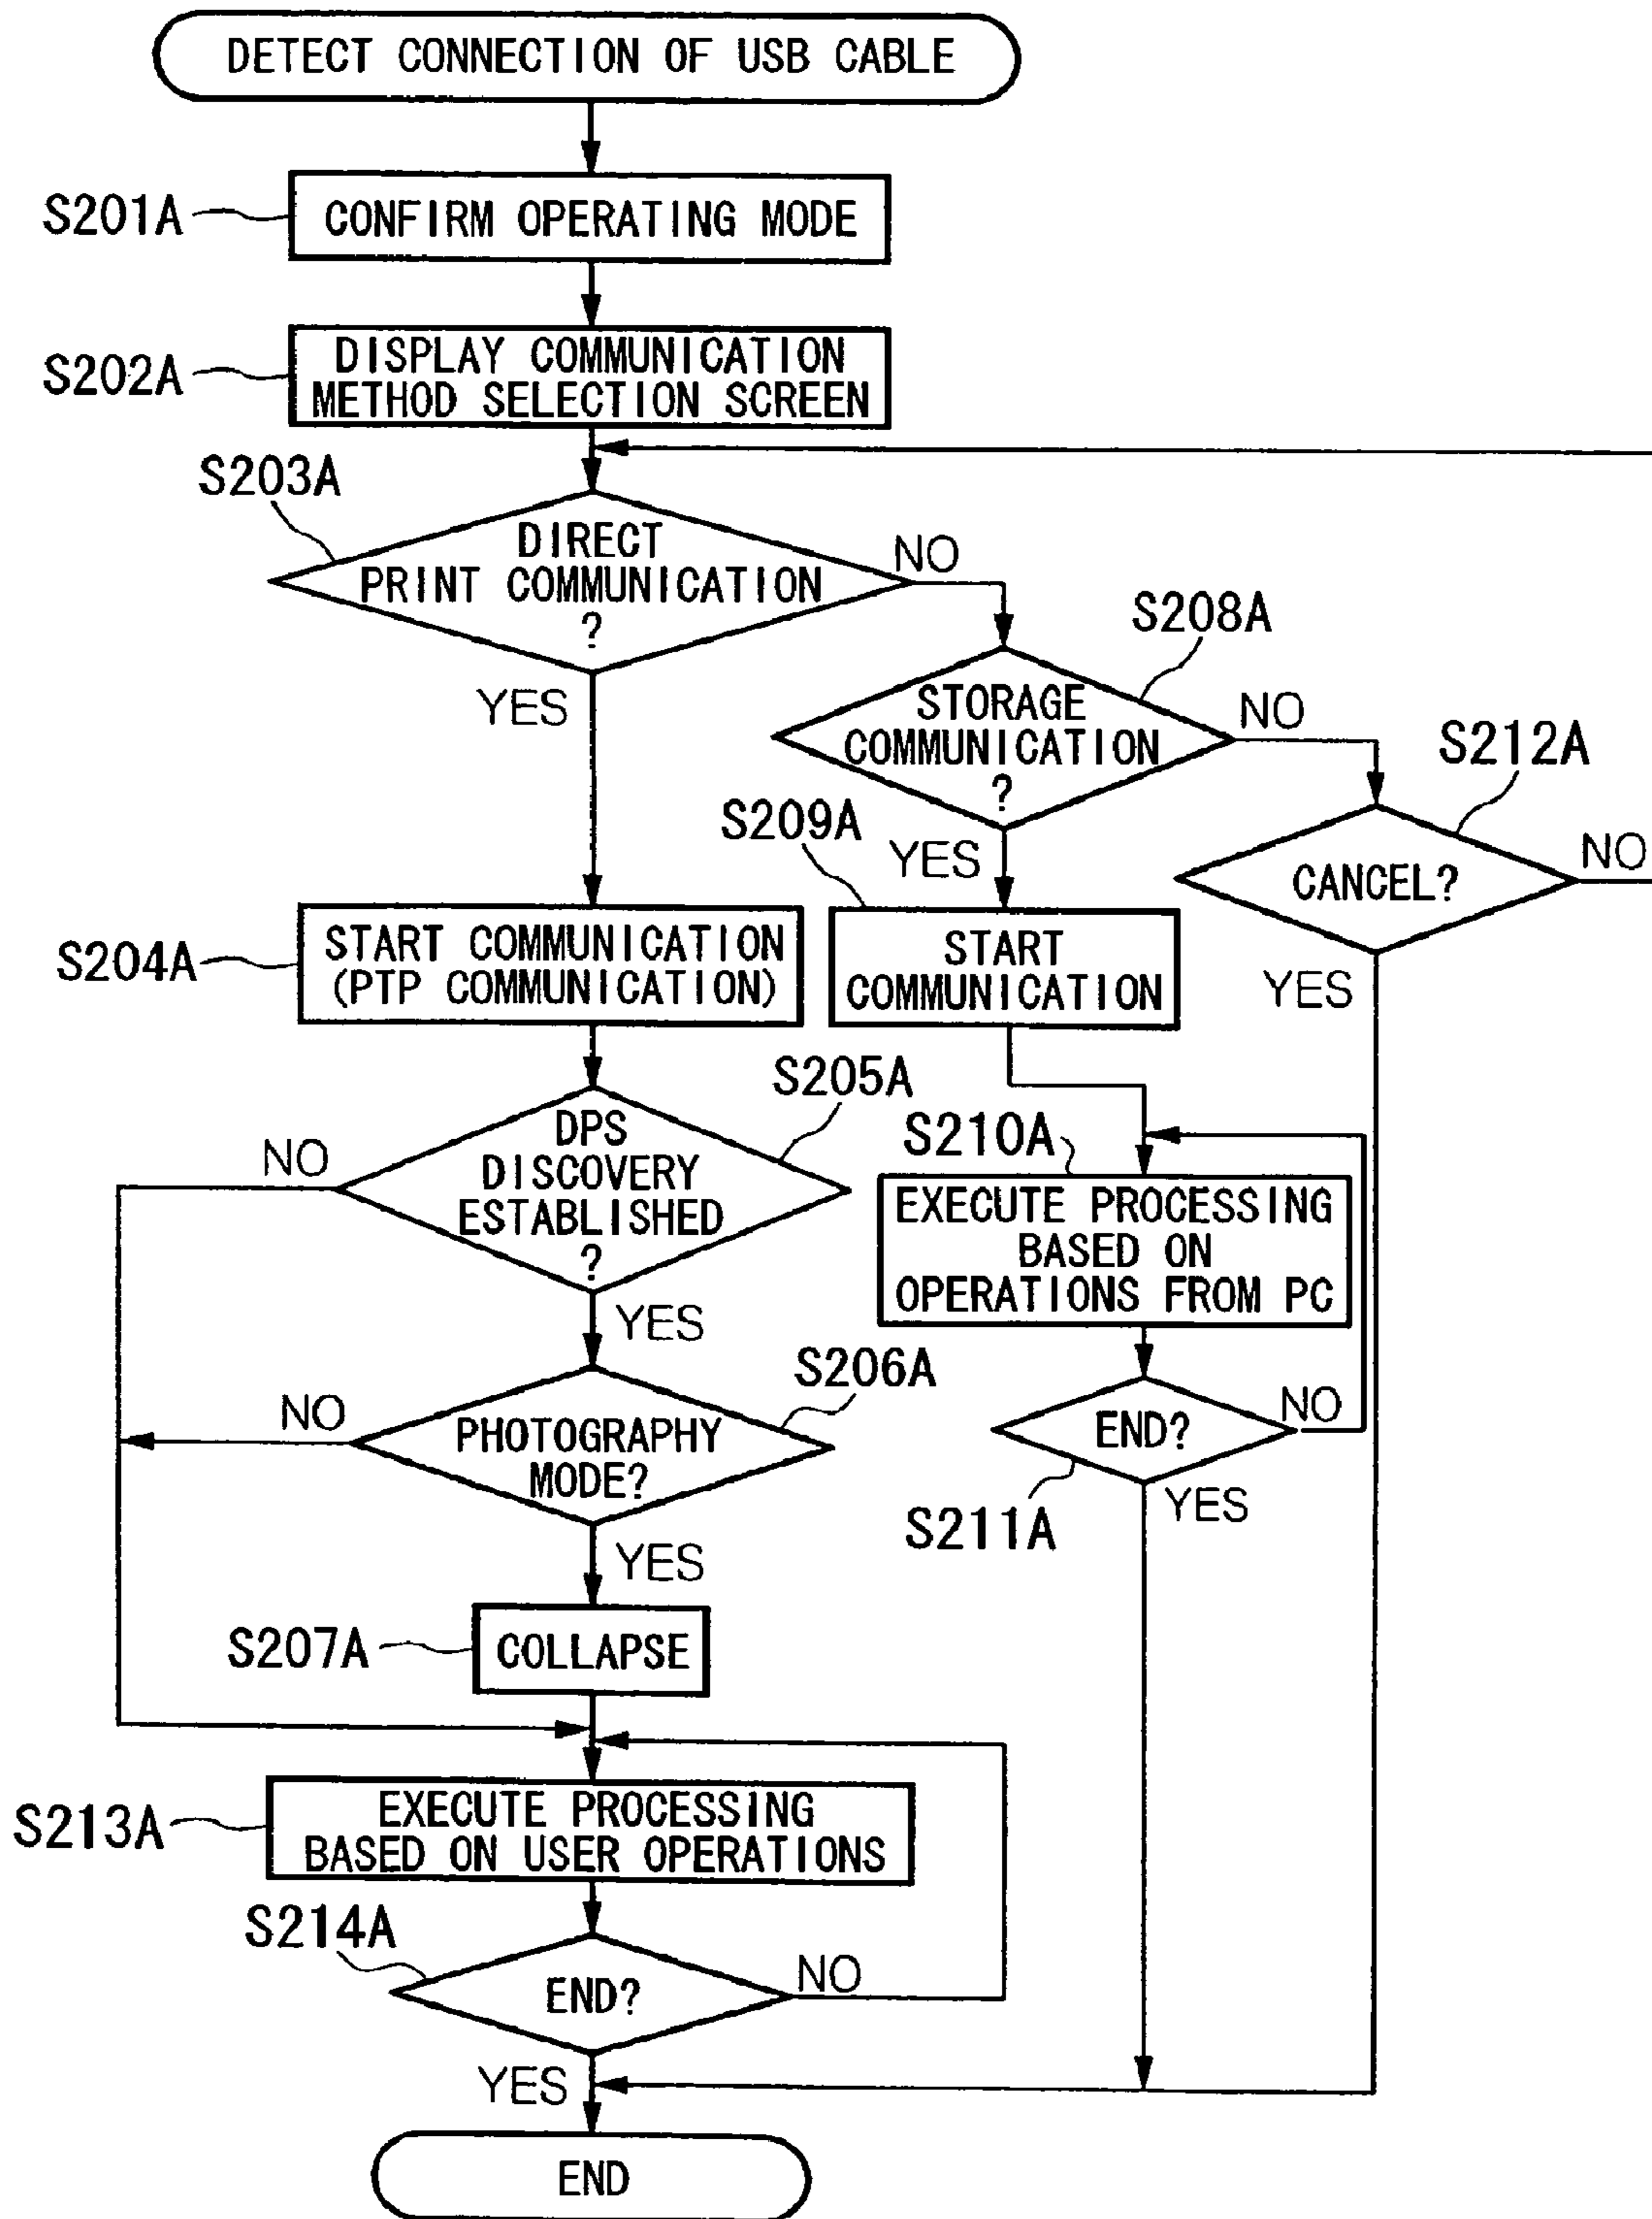 DETECT CONNECTION OF USB CABLE
S201A
CONFIRM OPERATING MODE
S202A
DISPLAY COMMUNICATION
METHOD SELECTION SCREEN
S203A
DIRECT
PRINT COMMUNICATION
?
NO
YES
S208A
STORAGE
COMMUNICATION
?
NO
YES
S212A
CANCEL?
NO
YES
S204A
START COMMUNICATION
(PTP COMMUNICATION)
S209A
START
COMMUNICATION
S205A
DPS
DISCOVERY
ESTABLISHED
?
NO
YES
S210A
EXECUTE PROCESSING
BASED ON
OPERATIONS FROM PC
S206A
PHOTOGRAPHY
MODE?
NO
YES
S211A
END?
NO
YES
S207A
COLLAPSE
S213A
EXECUTE PROCESSING
BASED ON USER OPERATIONS
S214A
END?
NO
YES
END